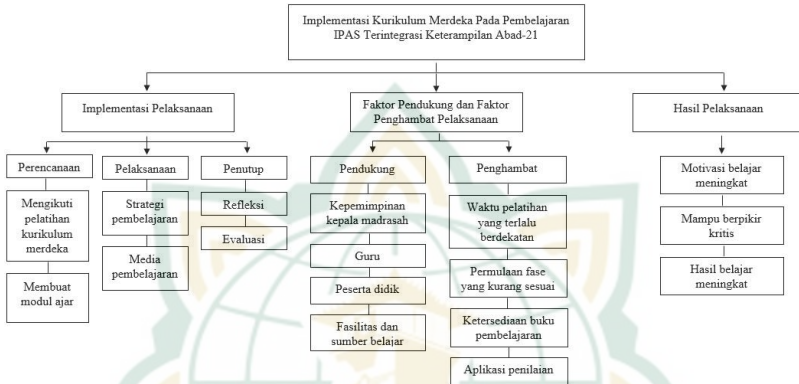 Implementasi Kurikulum Merdeka Pada Pembelajaran
IPAS Terintegrasi Keterampilan Abad-21
Implementasi Pelaksanaan
Faktor Pendukung dan Faktor
Penghambat Pelaksanaan
Hasil Pelaksanaan
Perencanaan
Mengikuti
pelatihan
kurikulum
merdeka
Membuat
modul ajar
Pelaksanaan
Strategi
pembelajaran
Media
pembelajaran
Penutup
Refleksi
Evaluasi
Pendukung
Kepemimpinan
kepala madrasah
Guru
Peserta didik
Fasilitas dan
sumber belajar
Penghambat
Waktu pelatihan
yang terlalu
berdekatan
Permulaan fase
yang kurang sesuai
Ketersediaan buku
pembelajaran
Aplikasi penilaian
Motivasi belajar
meningkat
Mampu berpikir
kritis
Hasil belajar
meningkat